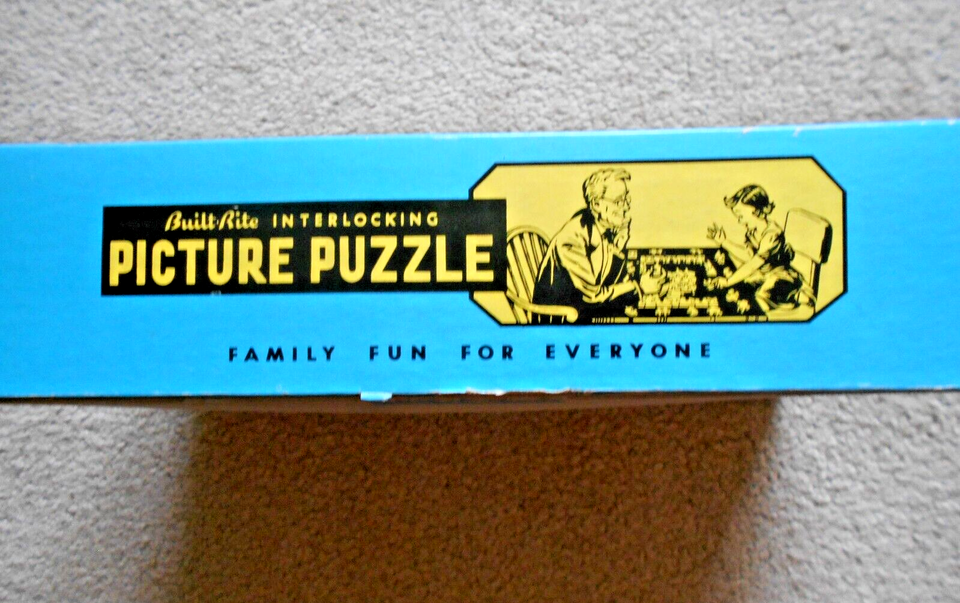 Built-Rite INTERLOCKING
PICTURE PUZZLE
FAMILY FUN FOR EVERYONE